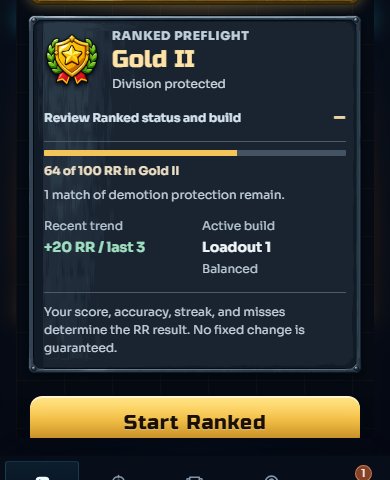 RANKED PREFLIGHT
Gold II
Division protected
Review Ranked status and build
64 of 100 RR in Gold II
1 match of demotion protection remain.
Recent trend
+20 RR / last 3
Active build
Loadout 1
Balanced
Your score, accuracy, streak, and misses
determine the RR result. No fixed change is
guaranteed.
Start Ranked
1